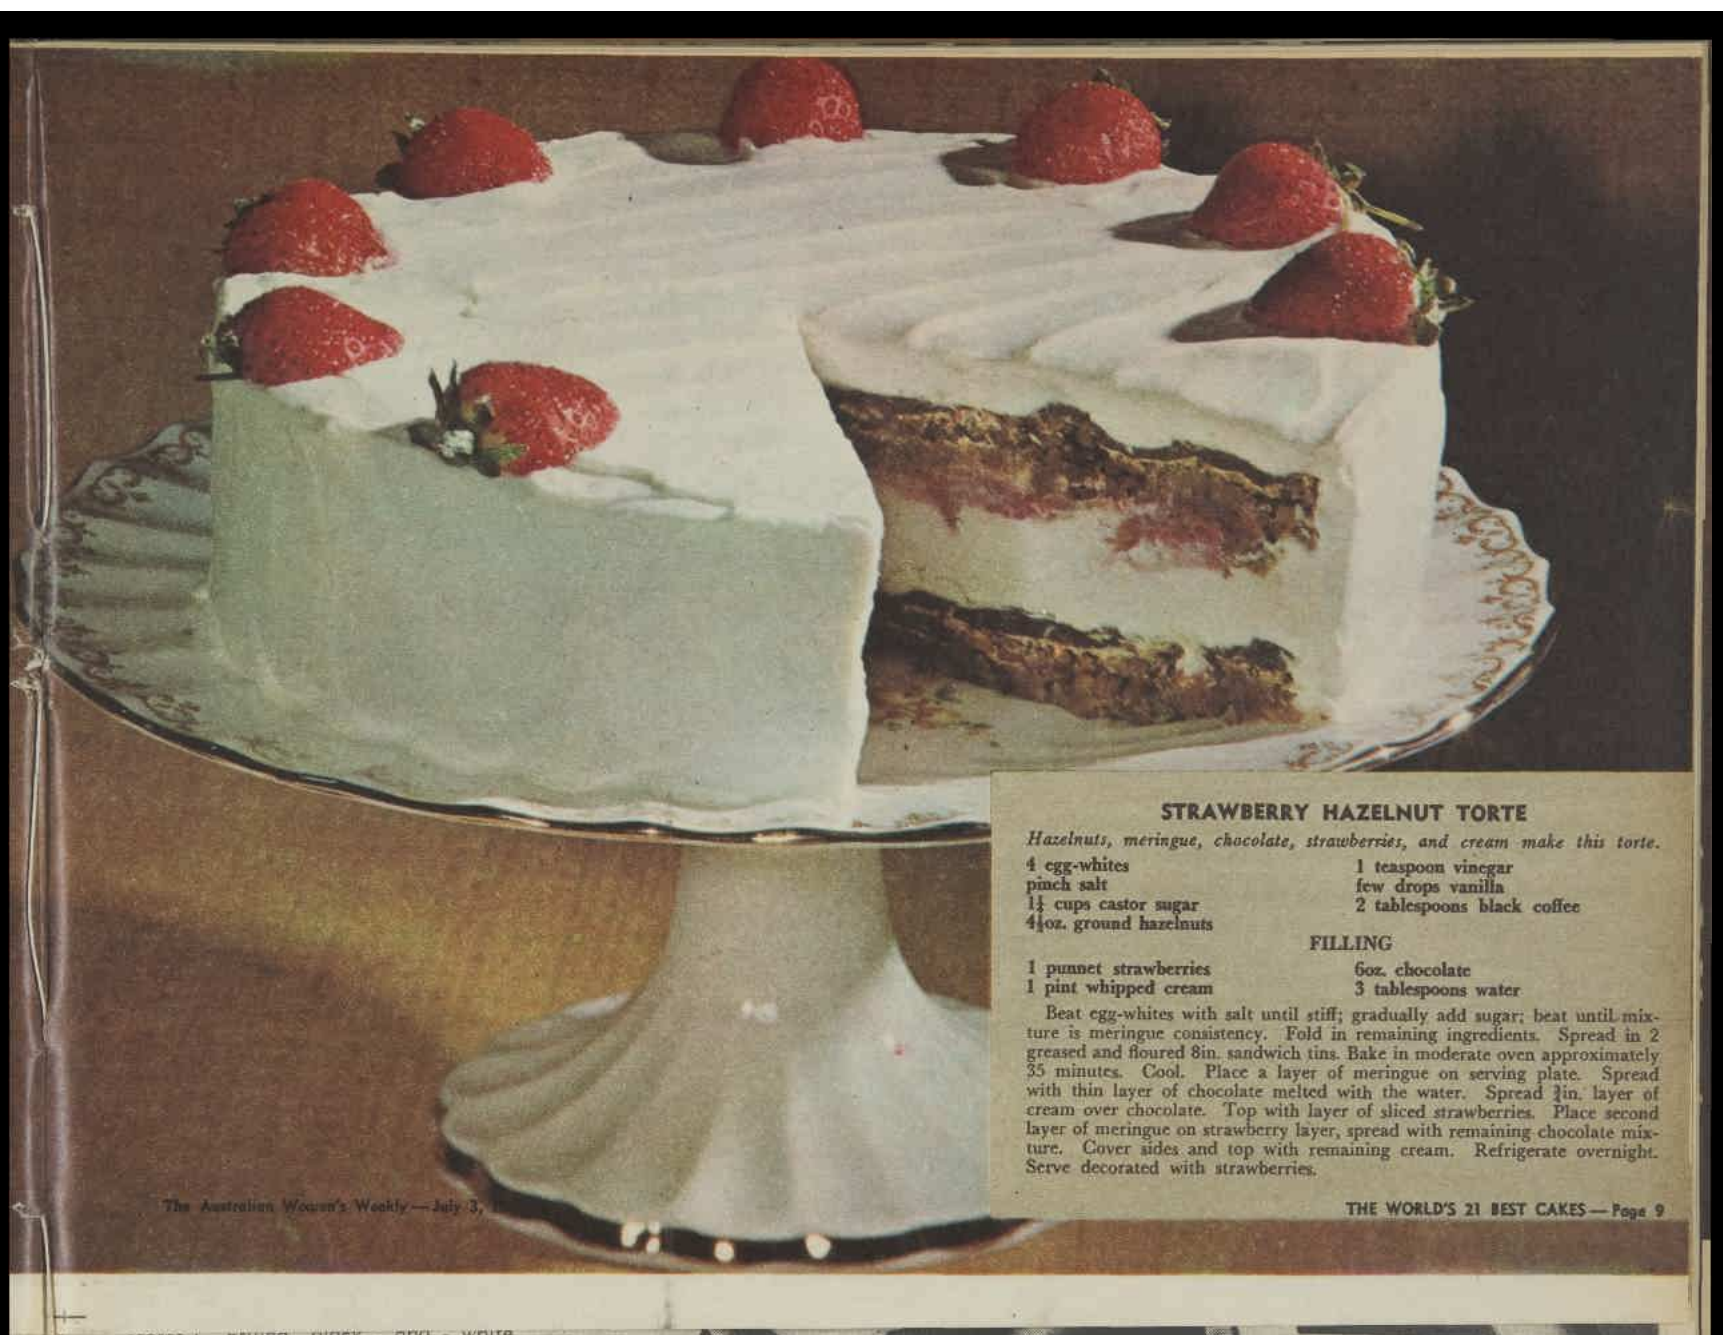 STRAWBERRY HAZELNUT TORTE
Hazelnuts, meringue, chocolate, strawberries, and cream make this torte.
4 egg-whites
pinch salt
1¼ cups castor sugar
4½oz. ground hazelnuts
1 teaspoon vinegar
few drops vanilla
2 tablespoons black coffee
FILLING
1 punnet strawberries
1 pint whipped cream
6oz. chocolate
3 tablespoons water
Beat egg-whites with salt until stiff; gradually add sugar; beat until mix-
ture is meringue consistency. Fold in remaining ingredients. Spread in 2
greased and floured 8in. sandwich tins. Bake in moderate oven approximately
35 minutes. Cool. Place a layer of meringue on serving plate. Spread
with thin layer of chocolate melted with the water. Spread ¾in. layer of
cream over chocolate. Top with layer of sliced strawberries. Place second
layer of meringue on strawberry layer, spread with remaining chocolate mix-
ture. Cover sides and top with remaining cream. Refrigerate overnight.
Serve decorated with strawberries.
The Australian Women's Weekly—July 3,
THE WORLD'S 21 BEST CAKES — Page 9